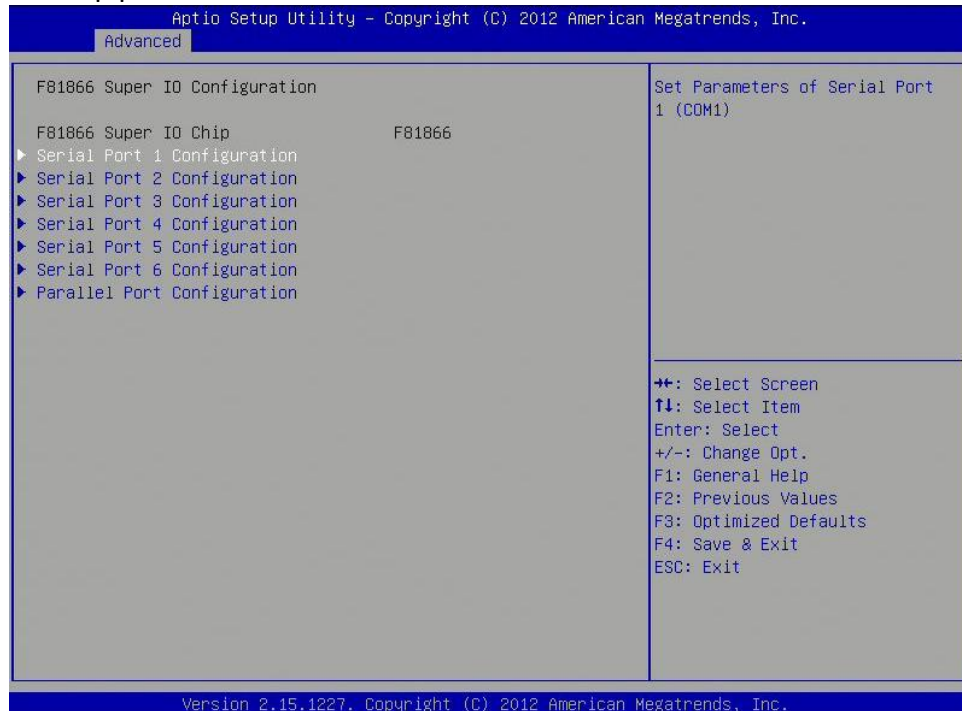 Aptio Setup Utility – Copyright (C) 2012 American Megatrends, Inc.
Advanced
F81866 Super IO Configuration
F81866 Super IO Chip F81866
Serial Port 1 Configuration
Serial Port 2 Configuration
Serial Port 3 Configuration
Serial Port 4 Configuration
Serial Port 5 Configuration
Serial Port 6 Configuration
Parallel Port Configuration
Set Parameters of Serial Port
1 (COM1)
→←: Select Screen
↑↓: Select Item
Enter: Select
+/-: Change Opt.
F1: General Help
F2: Previous Values
F3: Optimized Defaults
F4: Save & Exit
ESC: Exit
Version 2.15.1227. Copyright (C) 2012 American Megatrends, Inc.